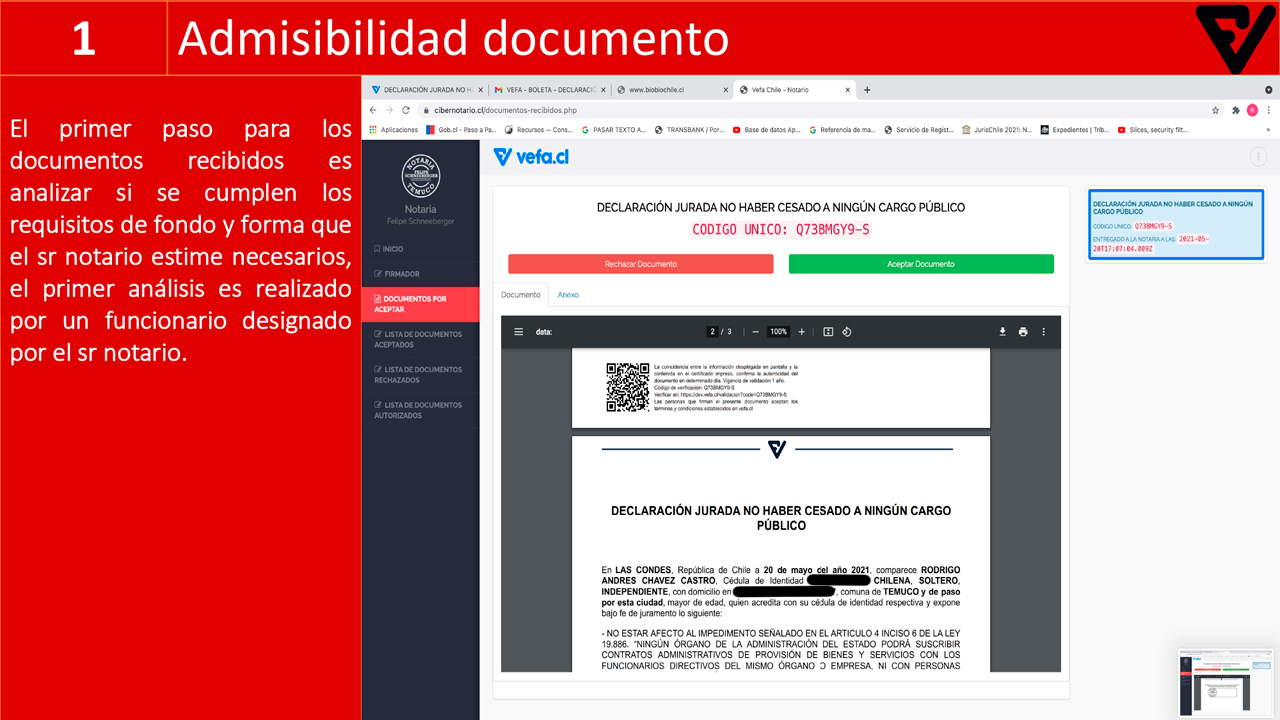 1
Admisibilidad documento
El primer paso para los
documentos recibidos es
analizar si se cumplen los
requisitos de fondo y forma que
el sr notario estime necesarios,
el primer análisis es realizado
por un funcionario designado
por el sr notario.
DECLARACIÓN JURADA NO H
VEFA - BOLETA - DECLARACIÓ
www.biobiochile.cl
Vefa Chile - Notario
cibernotario.cl/documentos-recibidos.php
Aplicaciones
Gob.cl - Paso a Pa...
Recursos — Cons...
PASAR TEXTO A...
TRANSBANK / Por...
Base de datos Ap...
Referencia de ma...
Servicio de Regist...
JurisChile 2021: N...
Expedientes | Trib...
Slices, security filt...
NOTARIA
FELIPE
SCHNEEBERGER
TEMUCO
Notaria
Felipe Schneeberger
INICIO
FIRMADOR
DOCUMENTOS POR
ACEPTAR
LISTA DE DOCUMENTOS
ACEPTADOS
LISTA DE DOCUMENTOS
RECHAZADOS
LISTA DE DOCUMENTOS
AUTORIZADOS
vefa.cl
DECLARACIÓN JURADA NO HABER CESADO A NINGÚN CARGO PÚBLICO
CODIGO UNICO: Q73BMGY9-S
Rechazar Documento
Aceptar Documento
Documento
Anexo
data:
2 / 3
100%
La coincidencia entre la información desplegada en pantalla y la
contenida en el certificado impreso, confirma la autenticidad del
documento en determinado día. Vigencia de validación 1 año.
Código de verificación: Q73BMGY9-S
Verificar en: https://dev.vefa.cl/validacion?code=Q73BMGY9-S
Las personas que firman el presente documento aceptan los
terminos y condiciones establecidos en vefa.cl
DECLARACIÓN JURADA NO HABER CESADO A NINGÚN CARGO
PÚBLICO
En LAS CONDES, República de Chile a 20 de mayo del año 2021, comparece RODRIGO
ANDRES CHAVEZ CASTRO, Cédula de Identidad CHILENA, SOLTERO,
INDEPENDIENTE, con domicilio en , comuna de TEMUCO y de paso
por esta ciudad, mayor de edad, quien acredita con su cédula de identidad respectiva y expone
bajo fe de juramento lo siguiente:
- NO ESTAR AFECTO AL IMPEDIMENTO SEÑALADO EN EL ARTICULO 4 INCISO 6 DE LA LEY
19.886. "NINGÚN ÓRGANO DE LA ADMINISTRACIÓN DEL ESTADO PODRÁ SUSCRIBIR
CONTRATOS ADMINISTRATIVOS DE PROVISIÓN DE BIENES Y SERVICIOS CON LOS
FUNCIONARIOS DIRECTIVOS DEL MISMO ÓRGANO O EMPRESA, NI CON PERSONAS
DECLARACIÓN JURADA NO HABER CESADO A NINGÚN
CARGO PÚBLICO
CÓDIGO UNICO: Q73BMGY9-S
ENTREGADO A LA NOTARIA A LAS: 2021-05-
20T17:07:04.009Z